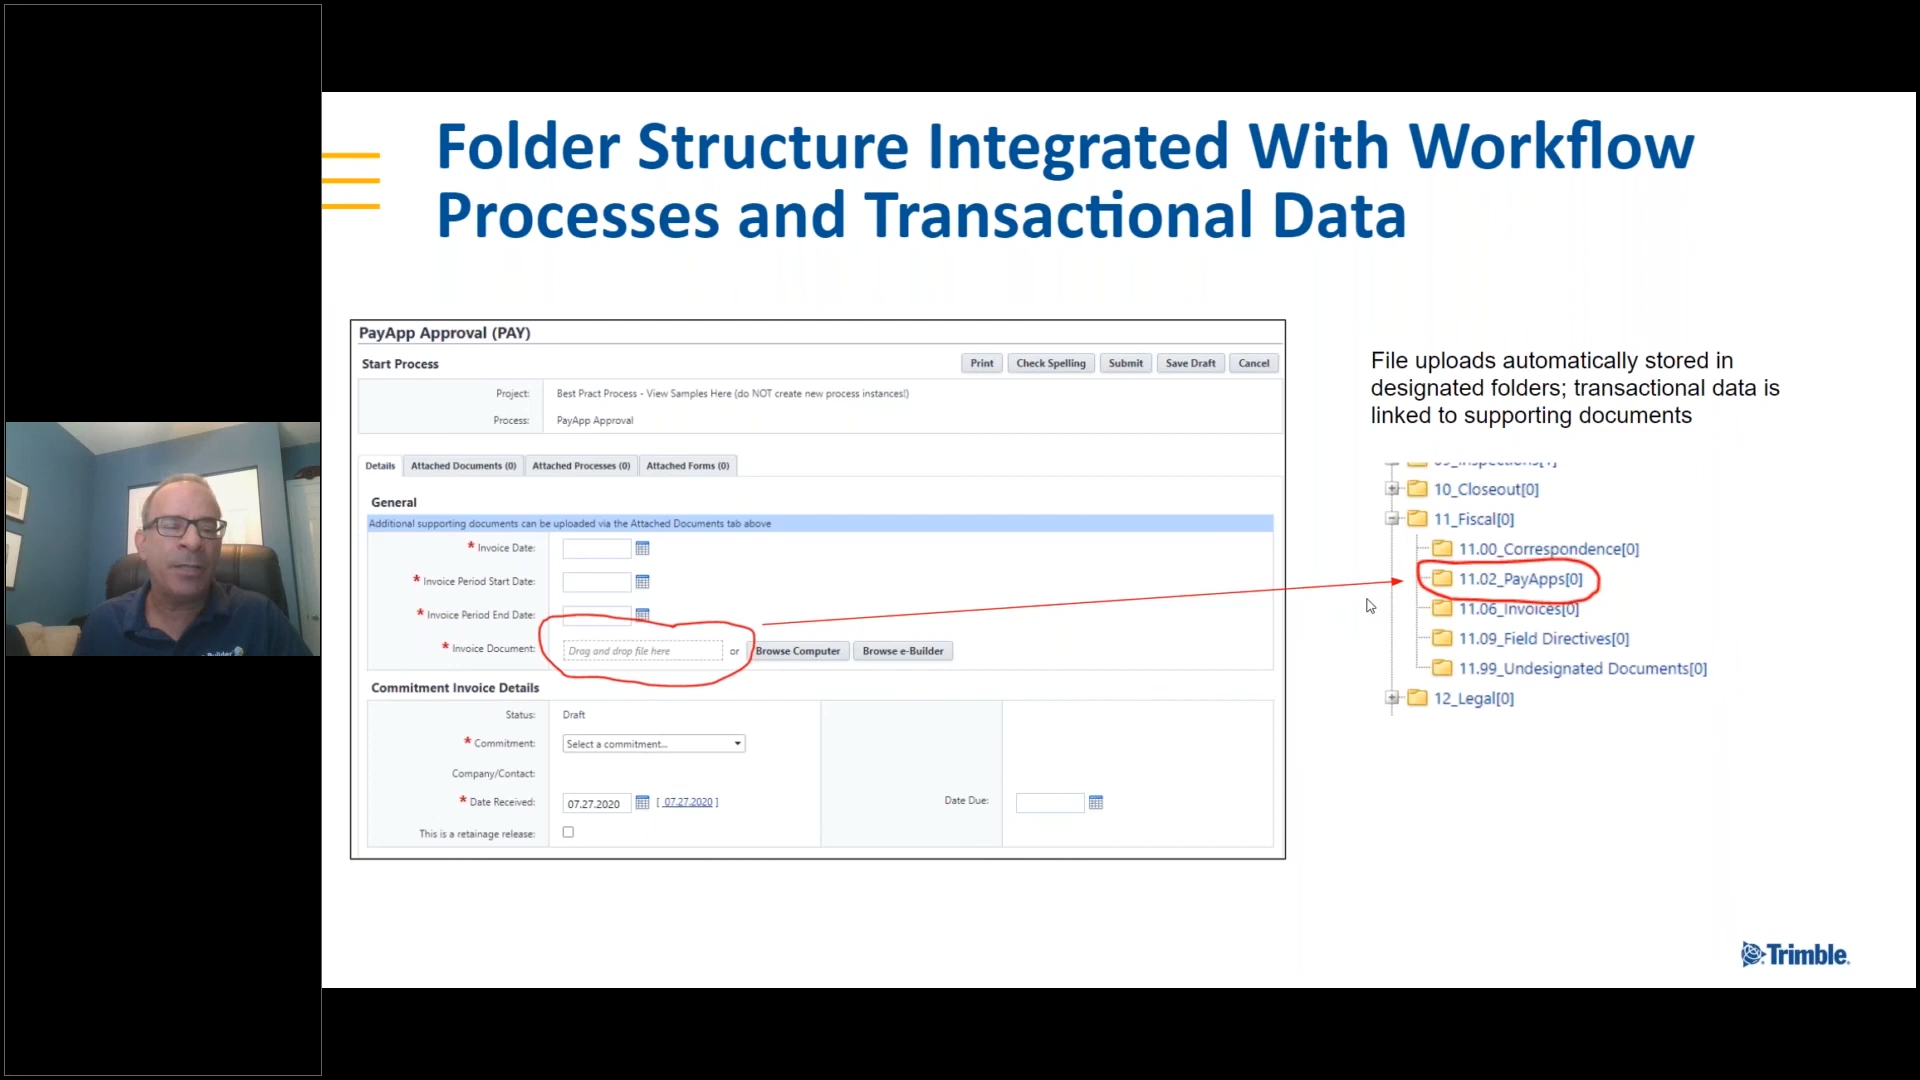 Folder Structure Integrated With Workflow
Processes and Transactional Data
PayApp Approval (PAY)
Start Process
Print
Check Spelling
Submit
Save Draft
Cancel
Project: Best Pract Process - View Samples Here (do NOT create new process instances!)
Process: PayApp Approval
Details
Attached Documents (0)
Attached Processes (0)
Attached Forms (0)
General
Additional supporting documents can be uploaded via the Attached Documents tab above
* Invoice Date:
* Invoice Period Start Date:
* Invoice Period End Date:
* Invoice Document: Drag and drop file here or Browse Computer Browse e-Builder
Commitment Invoice Details
Status: Draft
* Commitment: Select a commitment...
Company/Contact:
* Date Received: 07.27.2020 [ 07.27.2020 ]
Date Due:
This is a retainage release:
File uploads automatically stored in
designated folders; transactional data is
linked to supporting documents
10_Closeout[0]
11_Fiscal[0]
11.00_Correspondence[0]
11.02_PayApps[0]
11.06_Invoices[0]
11.09_Field Directives[0]
11.99_Undesignated Documents[0]
12_Legal[0]
Trimble.